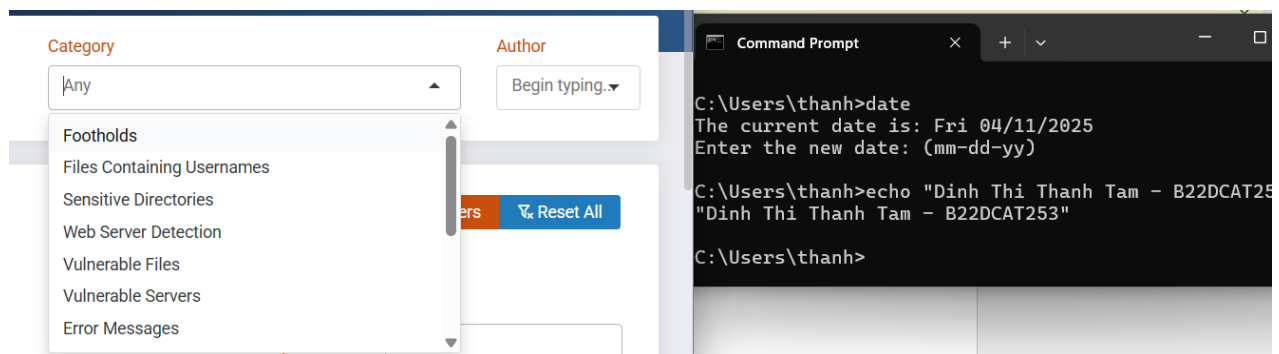 Category
Author
Any
Begin typing..
Footholds
Files Containing Usernames
Sensitive Directories
Web Server Detection
Vulnerable Files
Vulnerable Servers
Error Messages
ers
Reset All
Command Prompt
C:\Users\thanh>date
The current date is: Fri 04/11/2025
Enter the new date: (mm-dd-yy)
C:\Users\thanh>echo "Dinh Thi Thanh Tam - B22DCAT25
"Dinh Thi Thanh Tam - B22DCAT253"
C:\Users\thanh>